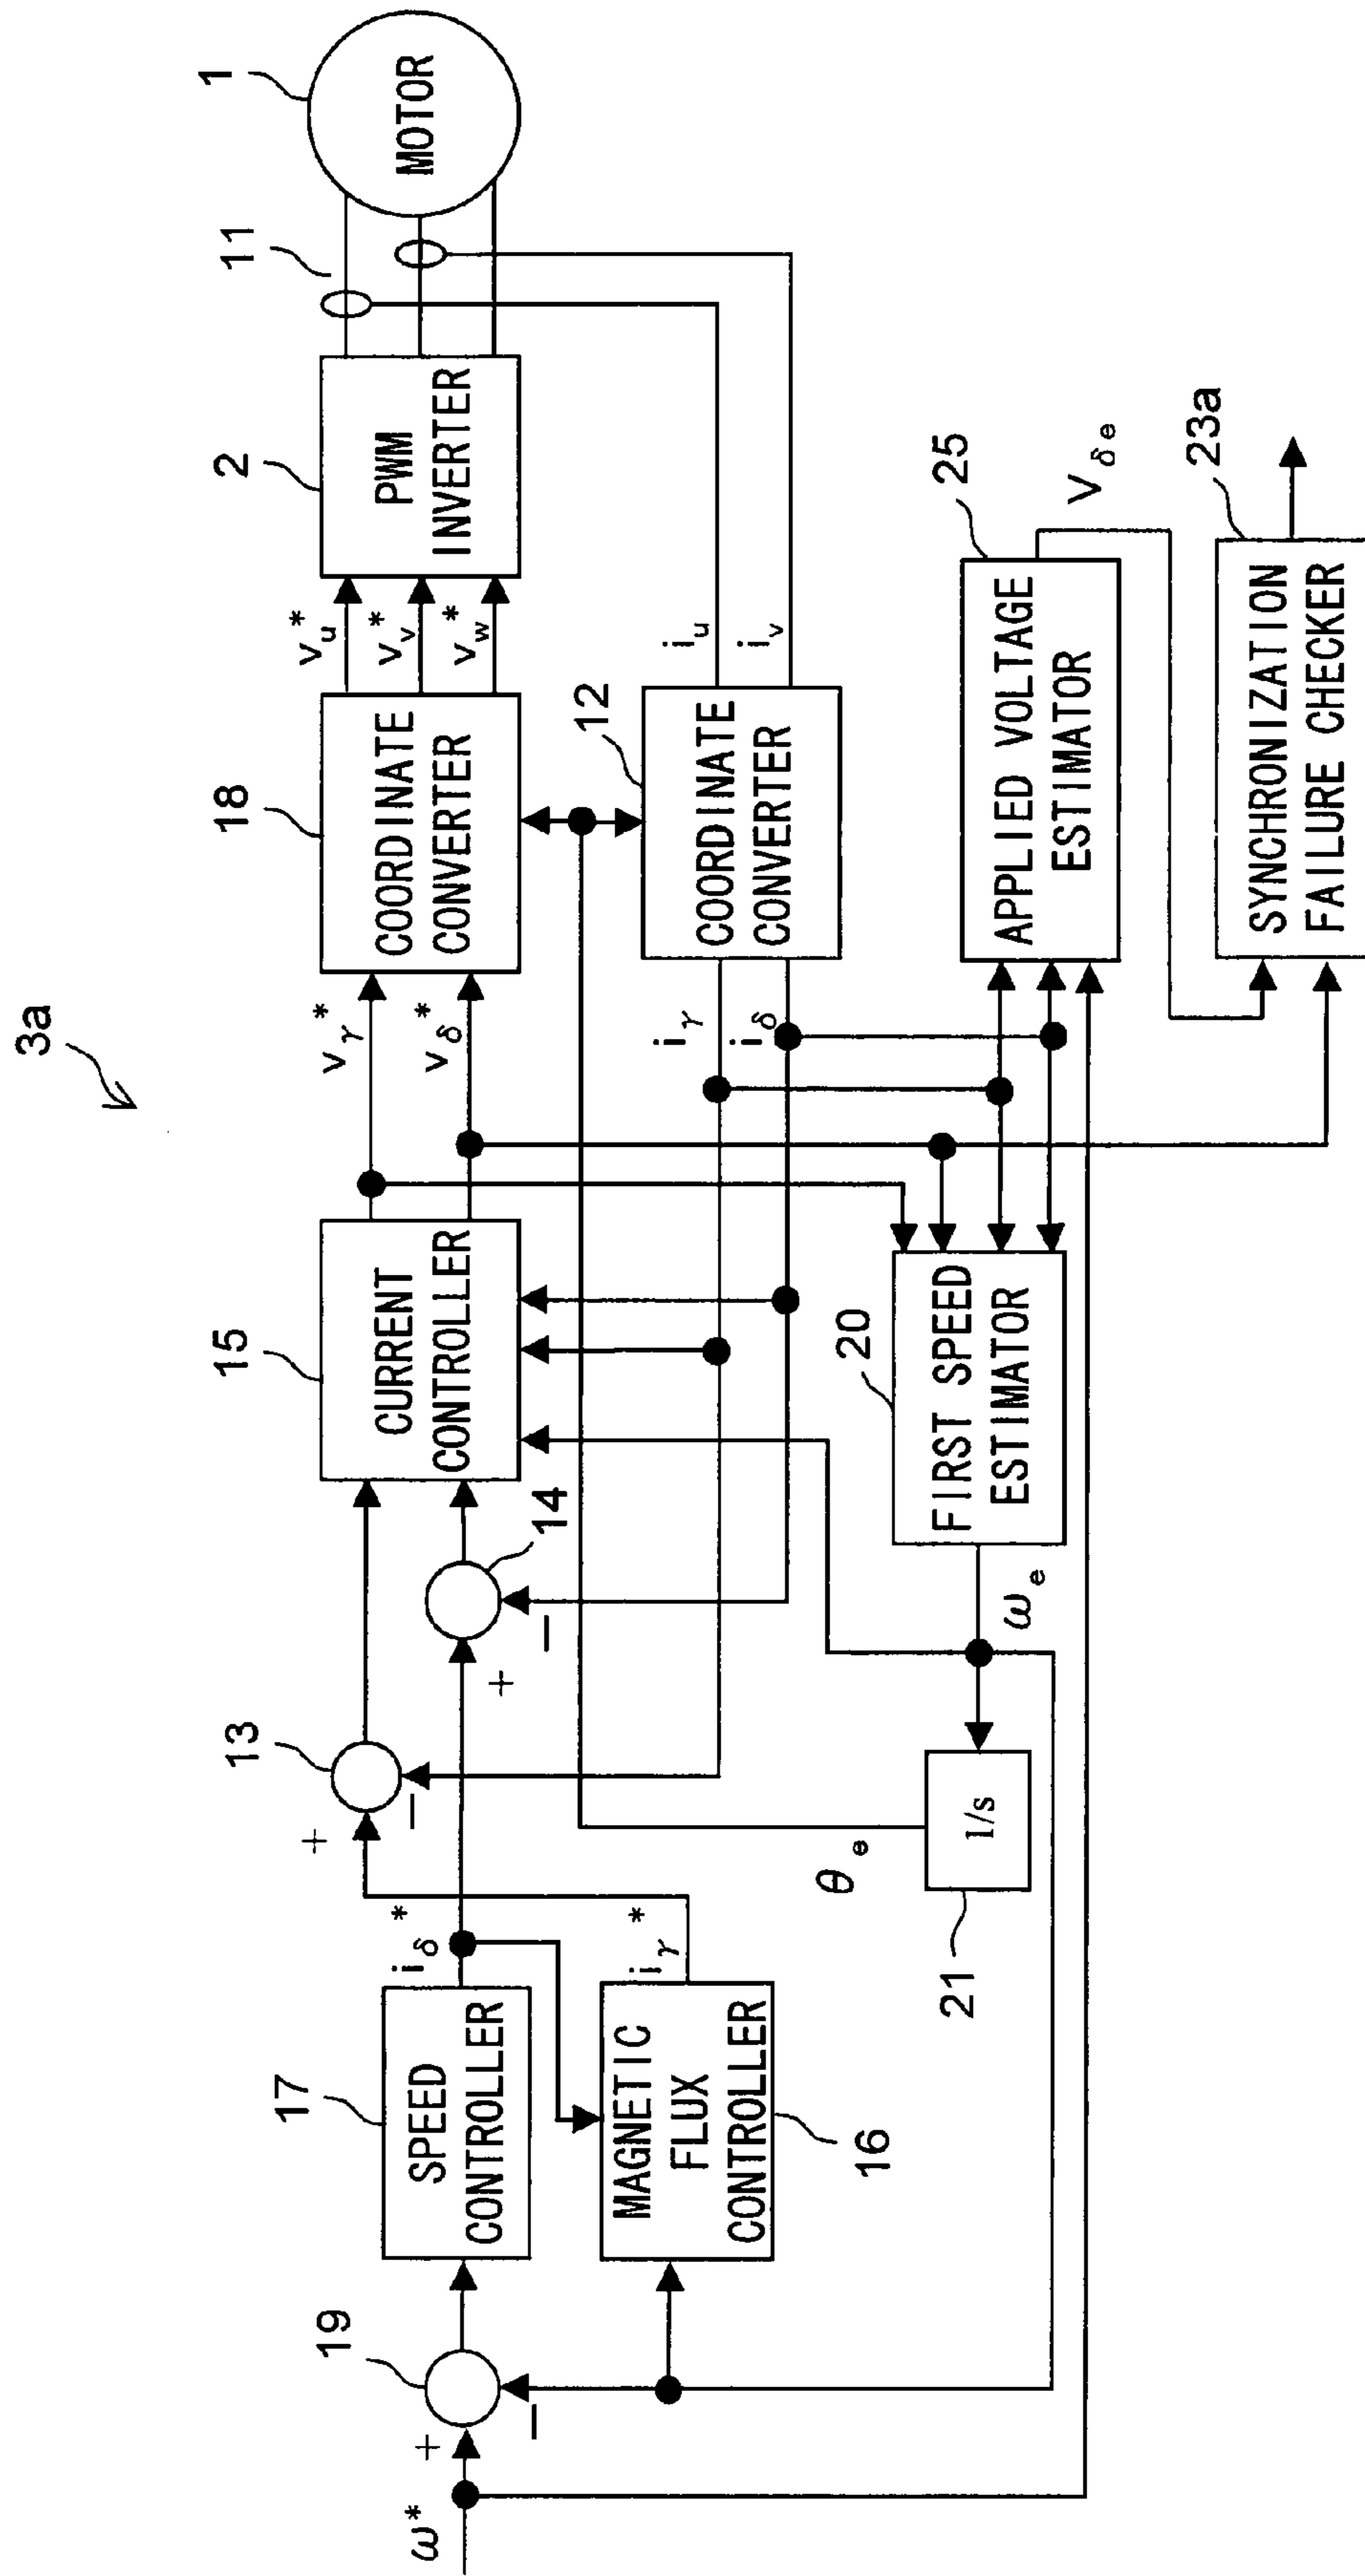 3a
1
11
MOTOR
2
PWM
INVERTER
v_u*
v_v*
v_w*
18
COORDINATE
CONVERTER
v_γ*
v_δ*
15
CURRENT
CONTROLLER
14
+
−
13
+
−
i_δ*
17
SPEED
CONTROLLER
19
+
−
ω*
i_γ*
MAGNETIC
FLUX
CONTROLLER
16
12
COORDINATE
CONVERTER
i_u
i_v
i_γ
i_δ
20
FIRST SPEED
ESTIMATOR
ω_e
θ_e
1/s
21
25
APPLIED VOLTAGE
ESTIMATOR
V_δe
23a
SYNCHRONIZATION
FAILURE CHECKER